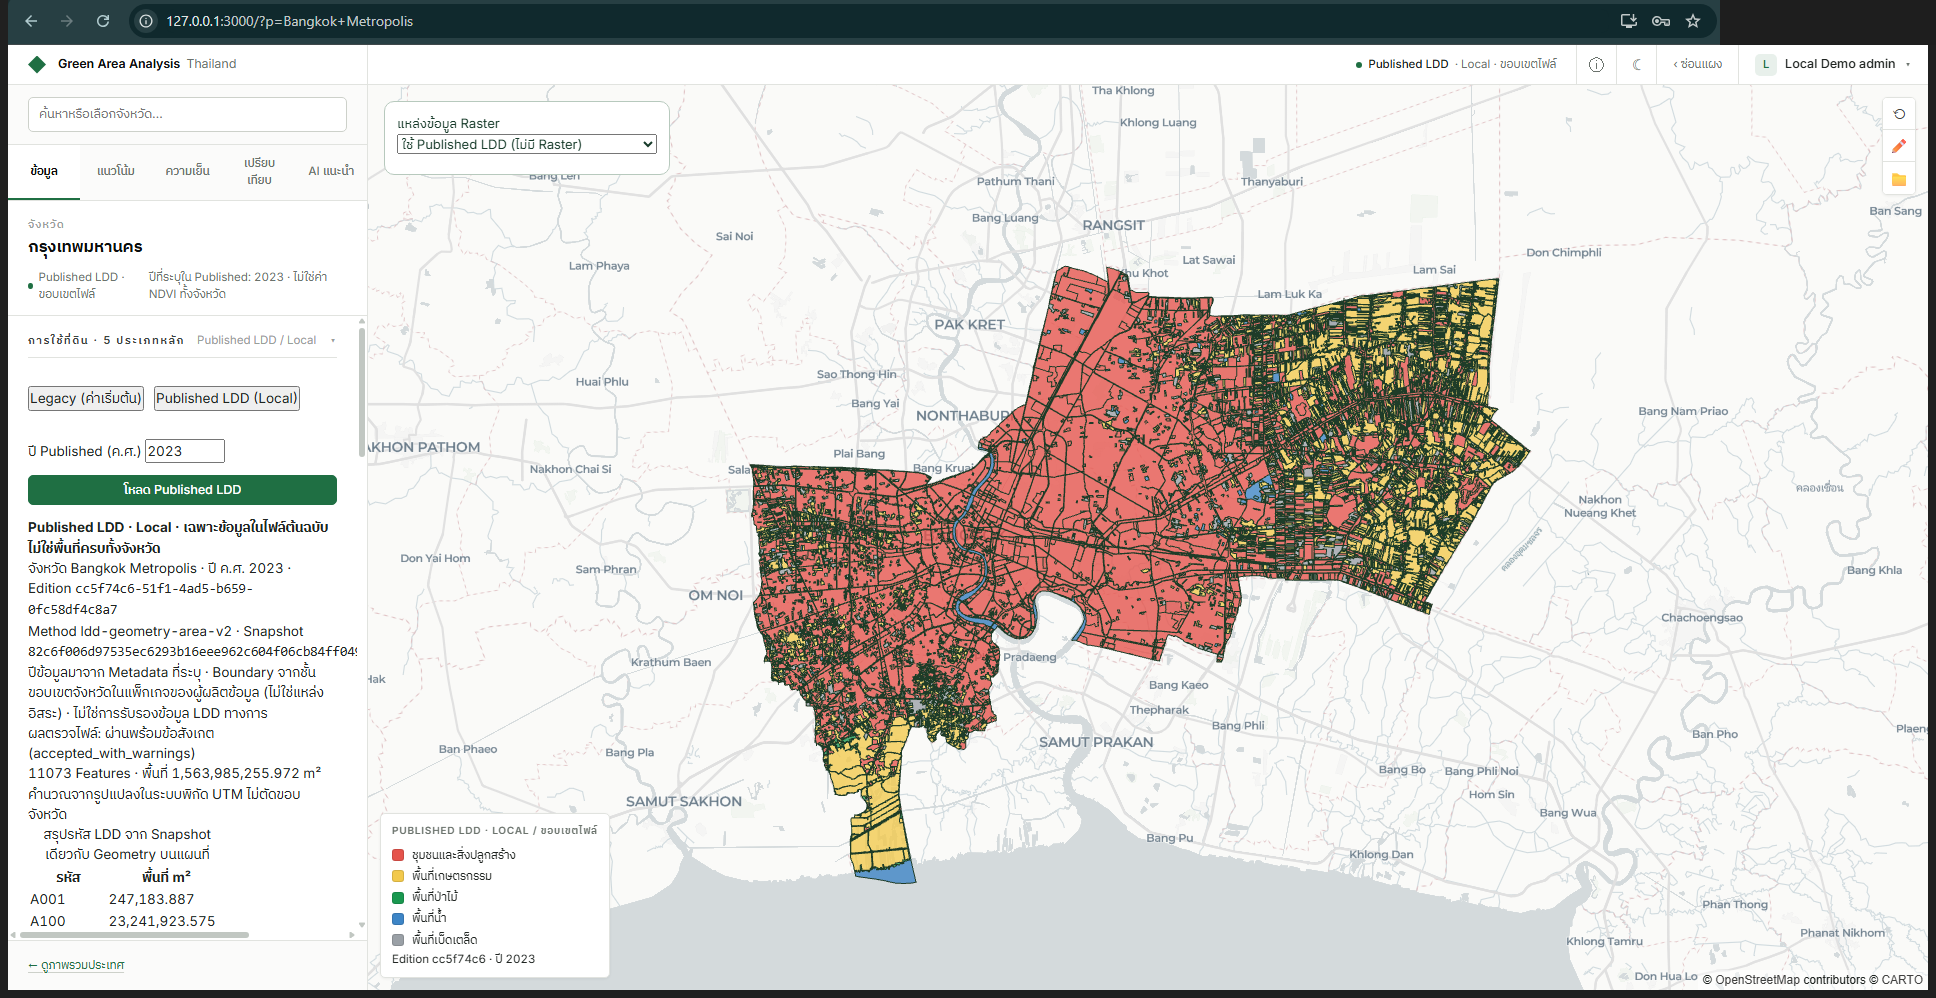 127.0.0.1:3000/?p=Bangkok+Metropolis
Green Area Analysis Thailand
Published LDD · Local · ขอบเขตไฟล์
‹ ซ่อนแผง
L Local Demo admin
ค้นหาหรือเลือกจังหวัด...
ข้อมูล
แนวโน้ม
ความเย็น
เปรียบ
เทียบ
AI แนะนำ
จังหวัด
กรุงเทพมหานคร
Published LDD ·
ขอบเขตไฟล์
ปีที่ระบุใน Published: 2023 · ไม่ใช่ค่า
NDVI ทั้งจังหวัด
การใช้ที่ดิน · 5 ประเภทหลัก Published LDD / Local
Legacy (ค่าเริ่มต้น)
Published LDD (Local)
ปี Published (ค.ศ.) 2023
โหลด Published LDD
Published LDD · Local · เฉพาะข้อมูลในไฟล์ต้นฉบับ
ไม่ใช่พื้นที่ครบทั้งจังหวัด
จังหวัด Bangkok Metropolis · ปี ค.ศ. 2023 ·
Edition cc5f74c6-51f1-4ad5-b659-
0fc58df4c8a7
Method ldd-geometry-area-v2 · Snapshot
82c6f006d97535ec6293b16eee962c604f06cb84ff049
ปีข้อมูลมาจาก Metadata ที่ระบุ · Boundary จากชั้น
ขอบเขตจังหวัดในแพ็กเกจของผู้ผลิตข้อมูล (ไม่ใช่แหล่ง
อิสระ) · ไม่ใช่การรับรองข้อมูล LDD ทางการ
ผลตรวจไฟล์: ผ่านพร้อมข้อสังเกต
(accepted_with_warnings)
11073 Features · พื้นที่ 1,563,985,255.972 m²
คำนวณจากรูปแปลงในระบบพิกัด UTM ไม่ตัดขอบ
จังหวัด
สรุปรหัส LDD จาก Snapshot
เดียวกับ Geometry บนแผนที่
รหัส พื้นที่ m²
A001 247,183.887
A100 23,241,923.575
← ดูภาพรวมประเทศ
แหล่งข้อมูล Raster
ใช้ Published LDD (ไม่มี Raster)
Tha Khlong
Khlong Luang
Bang Len
Pathum Thani
Thanyaburi
Bang Luang
RANGSIT
Ban Sang
Sai Noi
Don Chimphli
Lam Phaya
Lat Sawai
Khu Khot
Lam Sai
Lam Luk Ka
PAK KRET
Sao Thong Hin
Huai Phlu
Bang Yai
NONTHABUR
Bang Nam Priao
AKHON PATHOM
Plai Bang
Nakhon Chai Si
Sala
Bang Kruai
คลองเขื่อน
Nakhon
Nueang Khet
Don Yai Hom
Sam Phran
Bang Khla
OM NOI
Chachoengsao
Krathum Baen
Pradaeng
Hak
Bang Kaeo
Thepharak
Bang Phli
Plaeng
Ban Phaeo
Bang Pla
SAMUT PRAKAN
Ban Pho
Bang Bo
Bang Phli Noi
Hom Sin
SAMUT SAKHON
Bang Wua
Bang Pu
Khlong Dan
Phan Thong
Phanat Nikhom
Khlong Tamru
Don Hua Lo
PUBLISHED LDD · LOCAL / ขอบเขตไฟล์
ชุมชนและสิ่งปลูกสร้าง
พื้นที่เกษตรกรรม
พื้นที่ป่าไม้
พื้นที่น้ำ
พื้นที่เบ็ดเตล็ด
Edition cc5f74c6 · ปี 2023
© OpenStreetMap contributors © CARTO